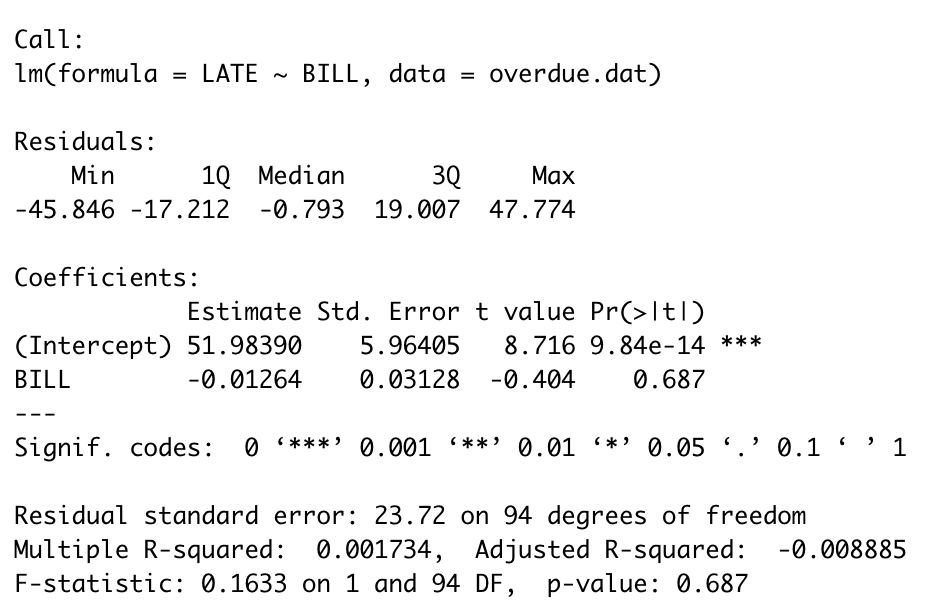 Call:
lm(formula = LATE ~ BILL, data = overdue.dat)
Residuals:
    Min      1Q  Median      3Q     Max
-45.846 -17.212  -0.793  19.007  47.774
Coefficients:
            Estimate Std. Error t value Pr(>|t|)
(Intercept) 51.98390    5.96405   8.716 9.84e-14 ***
BILL        -0.01264    0.03128  -0.404    0.687
---
Signif. codes:  0 ‘***’ 0.001 ‘**’ 0.01 ‘*’ 0.05 ‘.’ 0.1 ‘ ’ 1
Residual standard error: 23.72 on 94 degrees of freedom
Multiple R-squared:  0.001734,  Adjusted R-squared:  -0.008885
F-statistic: 0.1633 on 1 and 94 DF,  p-value: 0.687